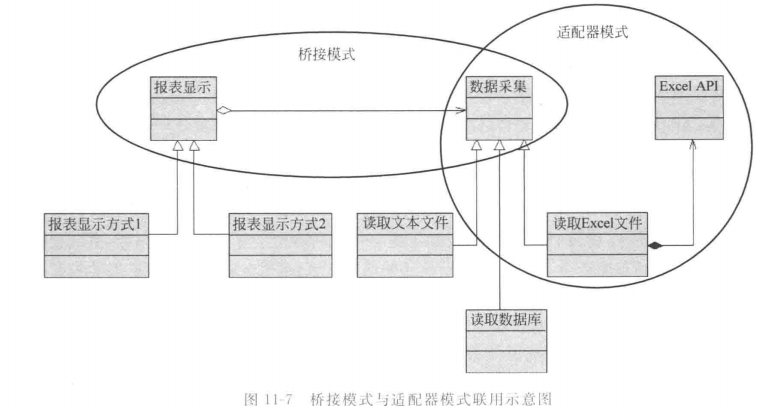 适配器模式
桥接模式
报表显示
数据采集
Excel API
报表显示方式1
报表显示方式2
读取文本文件
读取Excel文件
读取数据库
图 11-7 桥接模式与适配器模式联用示意图